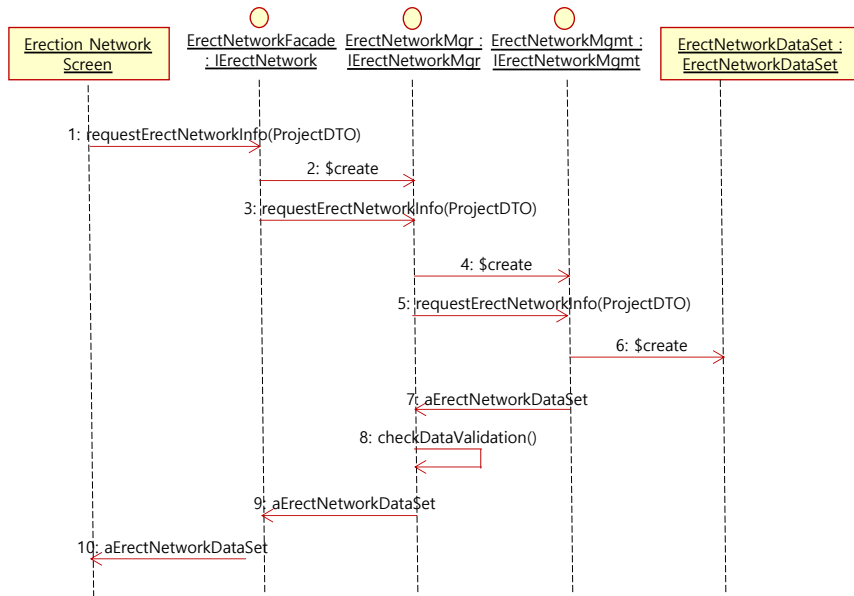 Erection Network
Screen
ErectNetworkFacade
: IErectNetwork
ErectNetworkMgr :
IErectNetworkMgr
ErectNetworkMgmt :
IErectNetworkMgmt
ErectNetworkDataSet :
ErectNetworkDataSet
1: requestErectNetworkInfo(ProjectDTO)
2: $create
3: requestErectNetworkInfo(ProjectDTO)
4: $create
5: requestErectNetworkInfo(ProjectDTO)
6: $create
7: aErectNetworkDataSet
8: checkDataValidation()
9: aErectNetworkDataSet
10: aErectNetworkDataSet